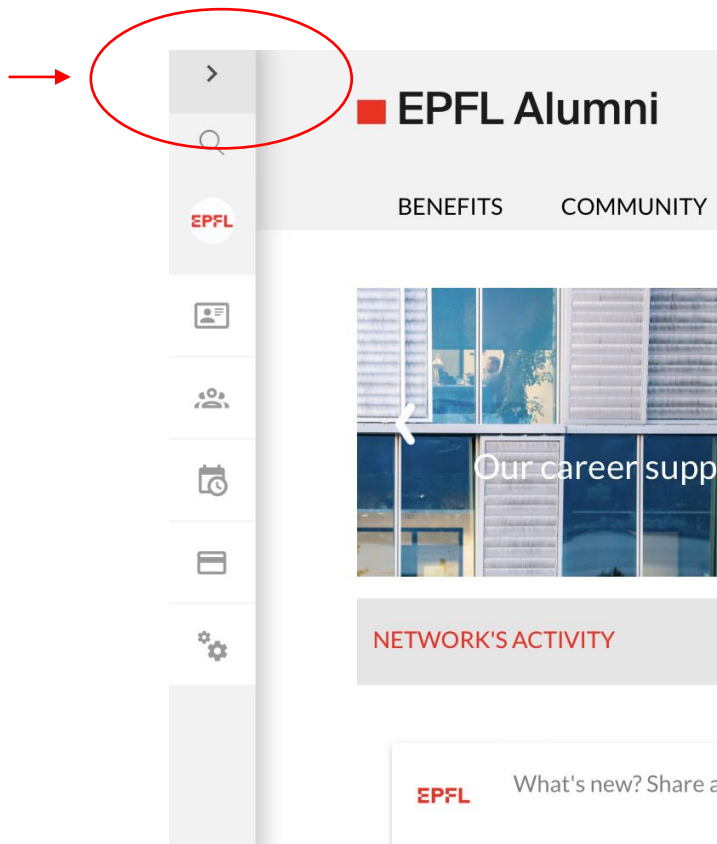 EPFL Alumni
EPFL
BENEFITS COMMUNITY
Our career supp
NETWORK'S ACTIVITY
What's new? Share a
EPFL